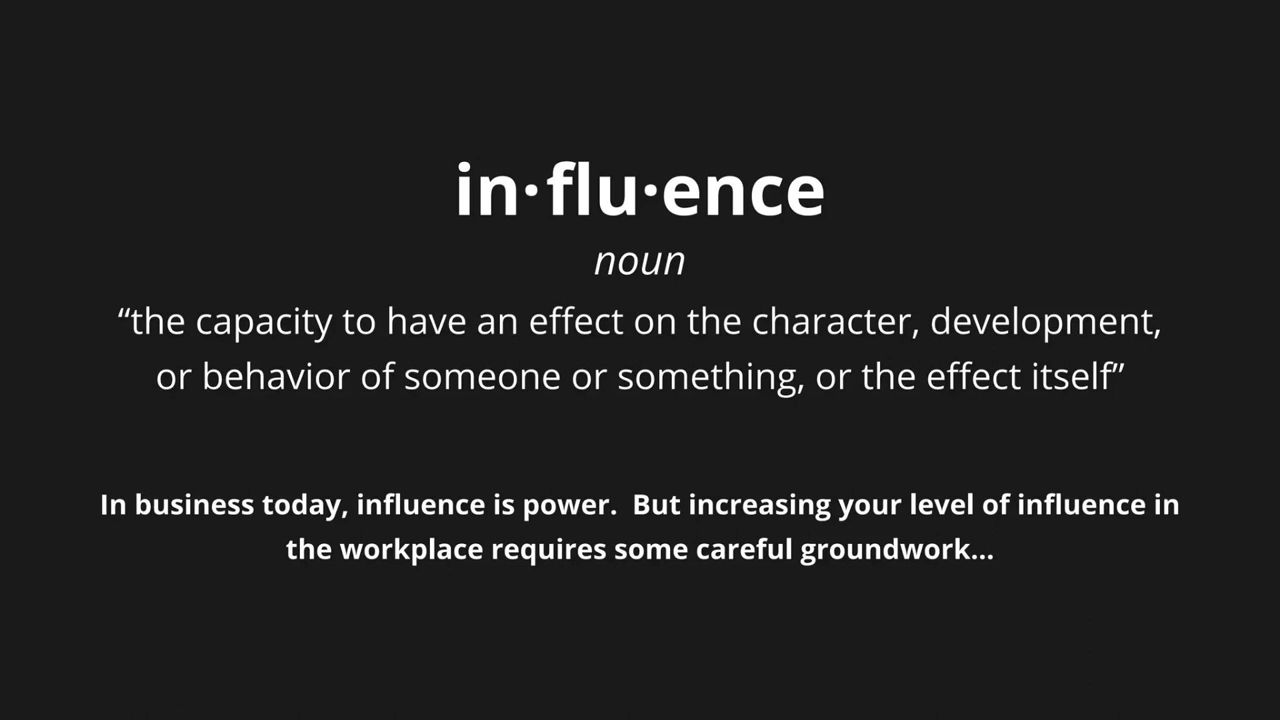 in·flu·ence
noun
“the capacity to have an effect on the character, development,
or behavior of someone or something, or the effect itself”
In business today, influence is power.  But increasing your level of influence in
the workplace requires some careful groundwork...